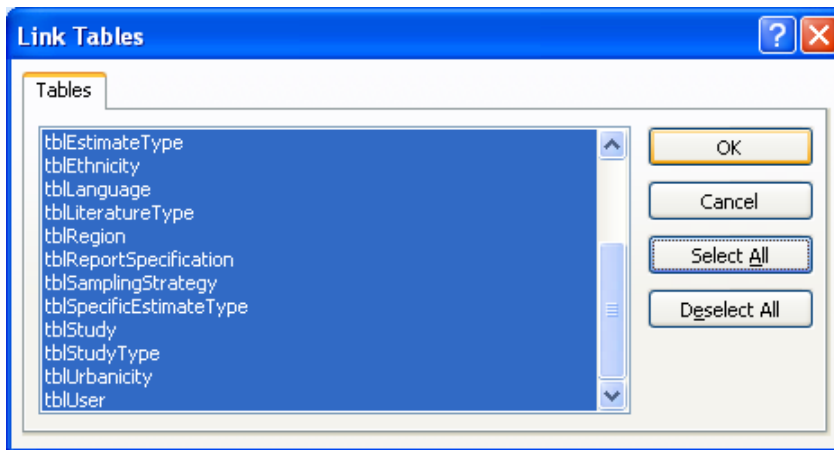 Link Tables
Tables
tblEstimateType
tblEthnicity
tblLanguage
tblLiteratureType
tblRegion
tblReportSpecification
tblSamplingStrategy
tblSpecificEstimateType
tblStudy
tblStudyType
tblUrbanicity
tblUser
OK
Cancel
Select All
Deselect All